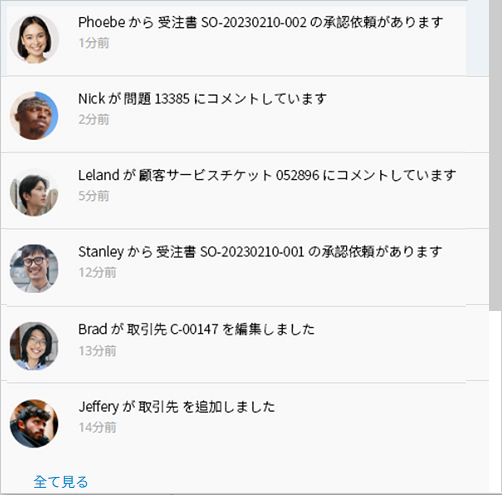 Phoebe から 受注書 SO-20230210-002 の承認依頼があります
1分前
Nick が 問題 13385 にコメントしています
2分前
Leland が 顧客サービスチケット 052896 にコメントしています
5分前
Stanley から 受注書 SO-20230210-001 の承認依頼があります
12分前
Brad が 取引先 C-00147 を編集しました
13分前
Jeffery が 取引先 を追加しました
14分前
全て見る